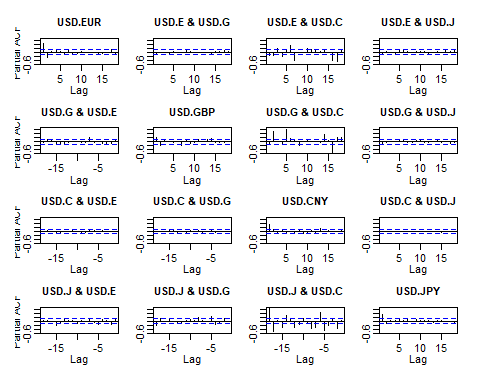 USD.EUR USD.E & USD.G USD.E & USD.C USD.E & USD.J
Partial ACF -0.6 -0.6 -0.6 -0.6
5 10 15 5 10 15 5 10 15 5 10 15
Lag Lag Lag Lag
USD.G & USD.E USD.GBP USD.G & USD.C USD.G & USD.J
Partial ACF -0.6 -0.6 -0.6 -0.6
-15 -5 5 10 15 5 10 15 5 10 15
Lag Lag Lag Lag
USD.C & USD.E USD.C & USD.G USD.CNY USD.C & USD.J
Partial ACF -0.6 -0.6 -0.6 -0.6
-15 -5 -15 -5 5 10 15 5 10 15
Lag Lag Lag Lag
USD.J & USD.E USD.J & USD.G USD.J & USD.C USD.JPY
Partial ACF -0.6 -0.6 -0.6 -0.6
-15 -5 -15 -5 -15 -5 5 10 15
Lag Lag Lag Lag